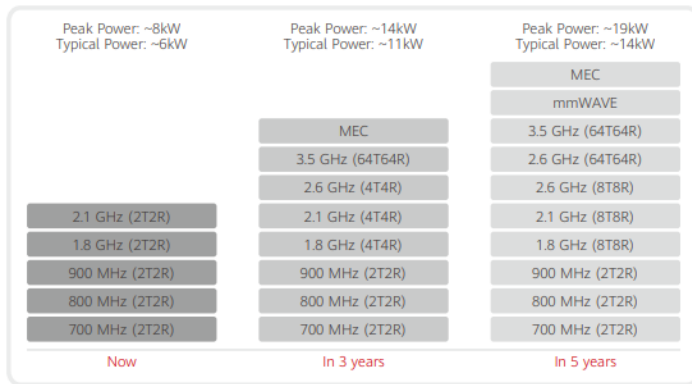 Peak Power: ~8kW
Typical Power: ~6kW
2.1 GHz (2T2R)
1.8 GHz (2T2R)
900 MHz (2T2R)
800 MHz (2T2R)
700 MHz (2T2R)
Now
Peak Power: ~14kW
Typical Power: ~11kW
MEC
3.5 GHz (64T64R)
2.6 GHz (4T4R)
2.1 GHz (4T4R)
1.8 GHz (4T4R)
900 MHz (2T2R)
800 MHz (2T2R)
700 MHz (2T2R)
In 3 years
Peak Power: ~19kW
Typical Power: ~14kW
MEC
mmWAVE
3.5 GHz (64T64R)
2.6 GHz (64T64R)
2.6 GHz (8T8R)
2.1 GHz (8T8R)
1.8 GHz (8T8R)
900 MHz (2T2R)
800 MHz (2T2R)
700 MHz (2T2R)
In 5 years